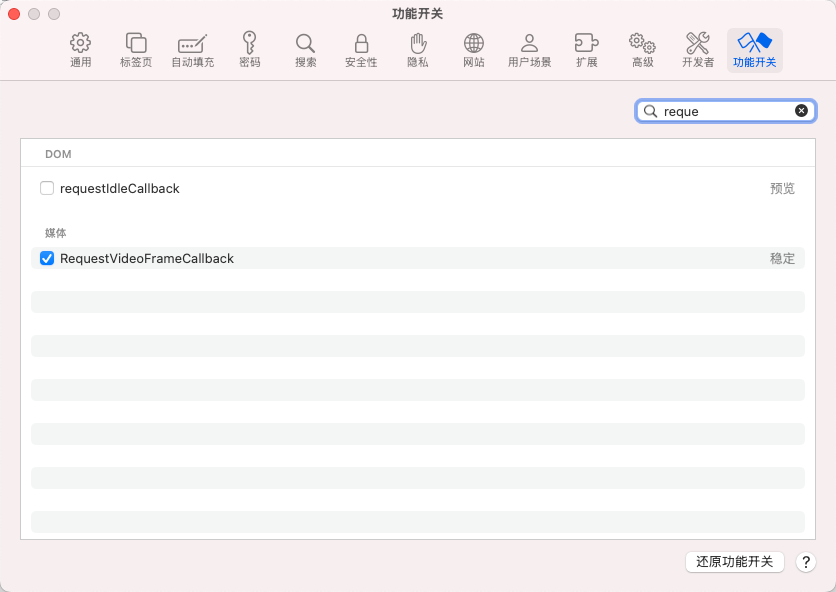 功能开关
通用 标签页 自动填充 密码 搜索 安全性 隐私 网站 用户场景 扩展 高级 开发者 功能开关
reque
DOM
requestIdleCallback 预览
媒体
RequestVideoFrameCallback 稳定
还原功能开关 ?